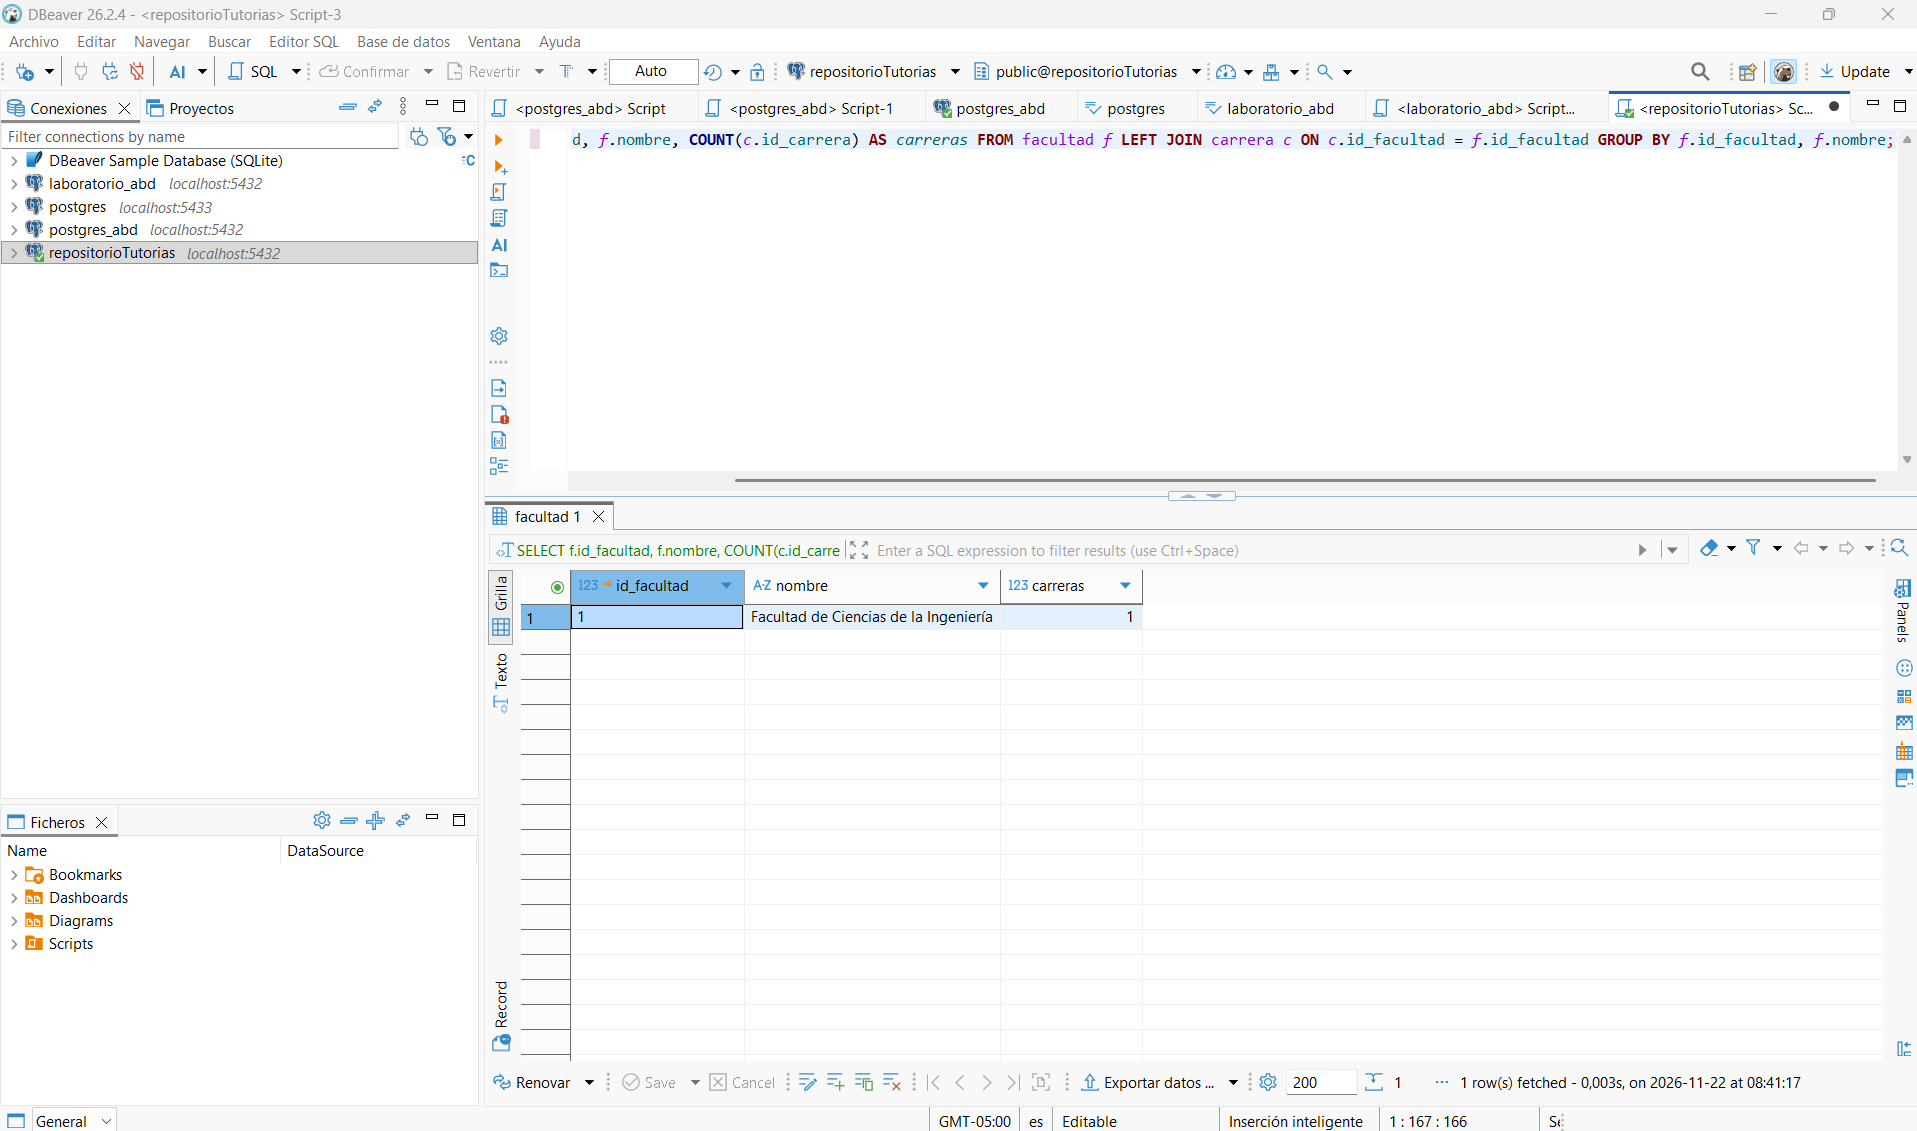 DBeaver 26.2.4 - <repositorioTutorias> Script-3
Archivo Editar Navegar Buscar Editor SQL Base de datos Ventana Ayuda
AI SQL Confirmar Revertir Auto repositorioTutorias public@repositorioTutorias Update
Conexiones Proyectos
<postgres_abd> Script <postgres_abd> Script-1 postgres_abd postgres laboratorio_abd <laboratorio_abd> Script... <repositorioTutorias> Sc...
Filter connections by name
d, f.nombre, COUNT(c.id_carrera) AS carreras FROM facultad f LEFT JOIN carrera c ON c.id_facultad = f.id_facultad GROUP BY f.id_facultad, f.nombre;
DBeaver Sample Database (SQLite)
laboratorio_abd localhost:5432
postgres localhost:5433
postgres_abd localhost:5432
repositorioTutorias localhost:5432
AI
facultad 1
SELECT f.id_facultad, f.nombre, COUNT(c.id_carre Enter a SQL expression to filter results (use Ctrl+Space)
Grilla
Texto
Record
123 id_facultad A-Z nombre 123 carreras
1 1 Facultad de Ciencias de la Ingeniería 1
Panels
Ficheros
Name DataSource
Bookmarks
Dashboards
Diagrams
Scripts
Renovar Save Cancel Exportar datos ... 200 1 ... 1 row(s) fetched - 0,003s, on 2026-11-22 at 08:41:17
General GMT-05:00 es Editable Inserción inteligente 1 : 167 : 166